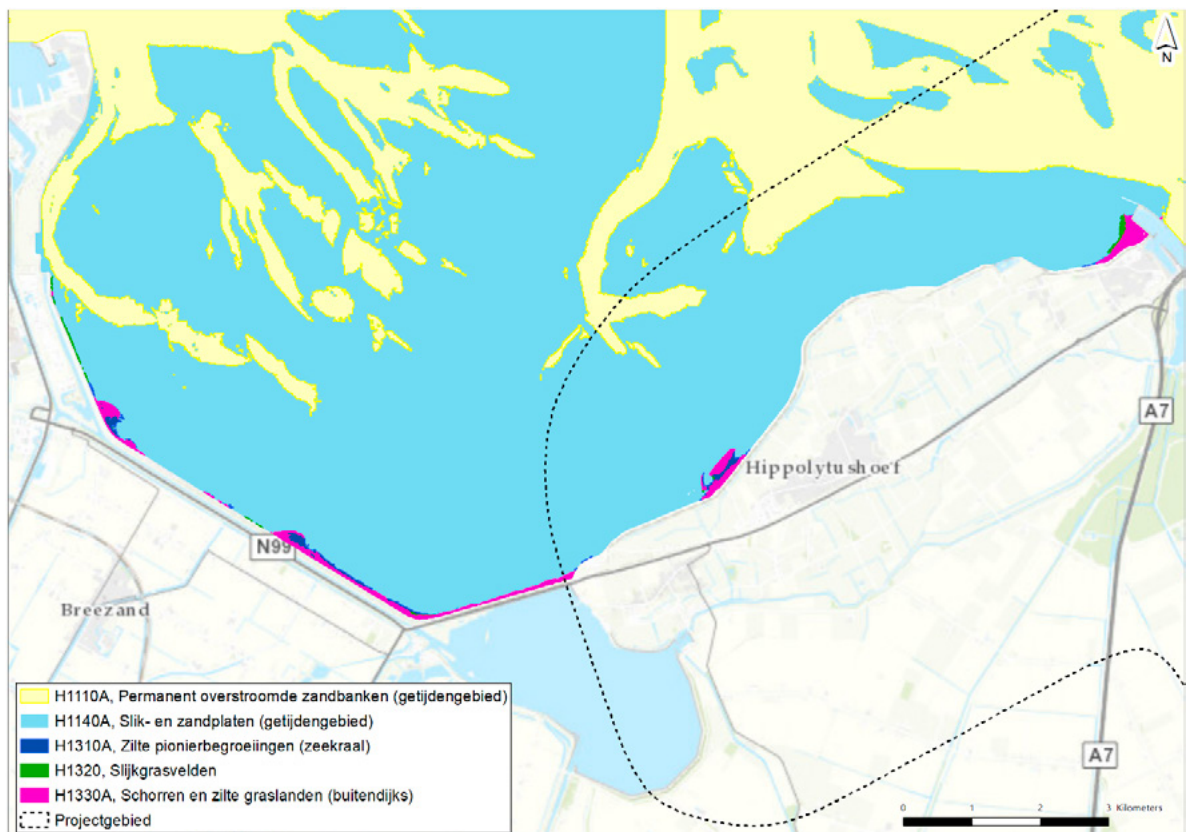 N
A7
Hippolytushoef
N99
Breezand
A7
H1110A, Permanent overstroomde zandbanken (getijdengebied)
H1140A, Slik- en zandplaten (getijdengebied)
H1310A, Zilte pionierbegroeiingen (zeekraal)
H1320, Slijkgrasvelden
H1330A, Schorren en zilte graslanden (buitendijks)
Projectgebied
0 1 2 3 Kilometers